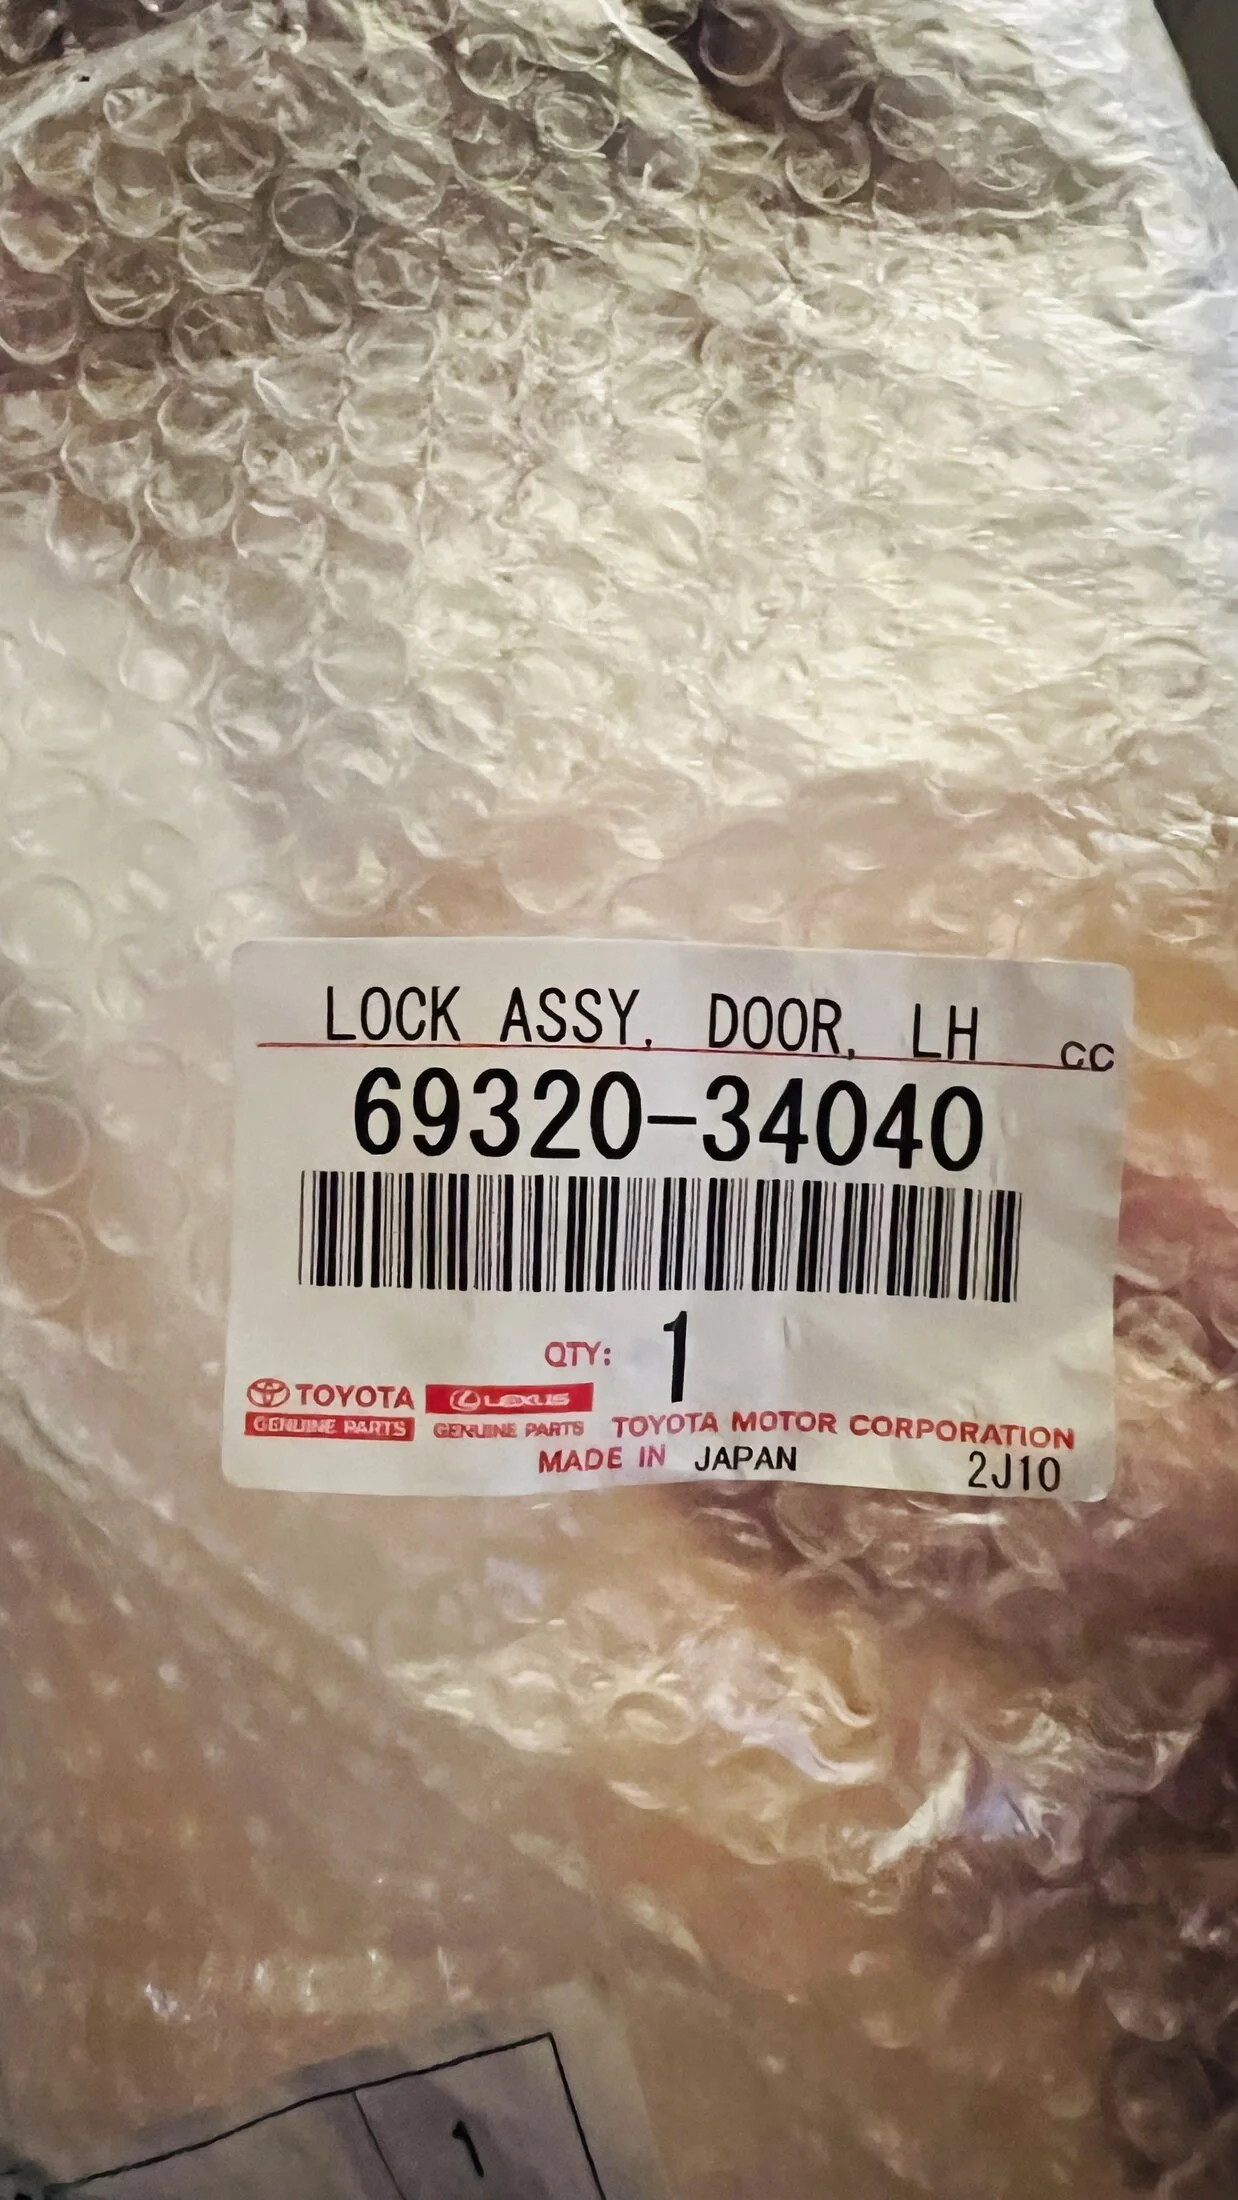 LOCK ASSY, DOOR, LH CC
69320-34040
QTY: 1
TOYOTA LEXUS
GENUINE PARTS GENUINE PARTS TOYOTA MOTOR CORPORATION
MADE IN JAPAN 2J10
1